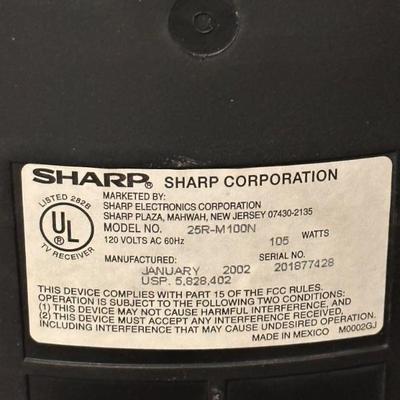 C
SHARP® SHARP CORPORATION
MARKETED BY:
SHARP ELECTRONICS CORPORATION
SHARP PLAZA, MAHWAH, NEW JERSEY 07430-2135
MODEL NO. 25R-M100N
120 VOLTS AC 60Hz 105 WATTS
MANUFACTURED: SERIAL NO.
JANUARY 2002 201877428
USP. 5,828,402
LISTED 282B
UL ®
TV RECEIVER
THIS DEVICE COMPLIES WITH PART 15 OF THE FCC RULES.
OPERATION IS SUBJECT TO THE FOLLOWING TWO CONDITIONS:
(1) THIS DEVICE MAY NOT CAUSE HARMFUL INTERFERENCE, AND
(2) THIS DEVICE MUST ACCEPT ANY INTERFERENCE RECEIVED,
INCLUDING INTERFERENCE THAT MAY CAUSE UNDESIRED OPERATION.
MADE IN MEXICO M0002GJ